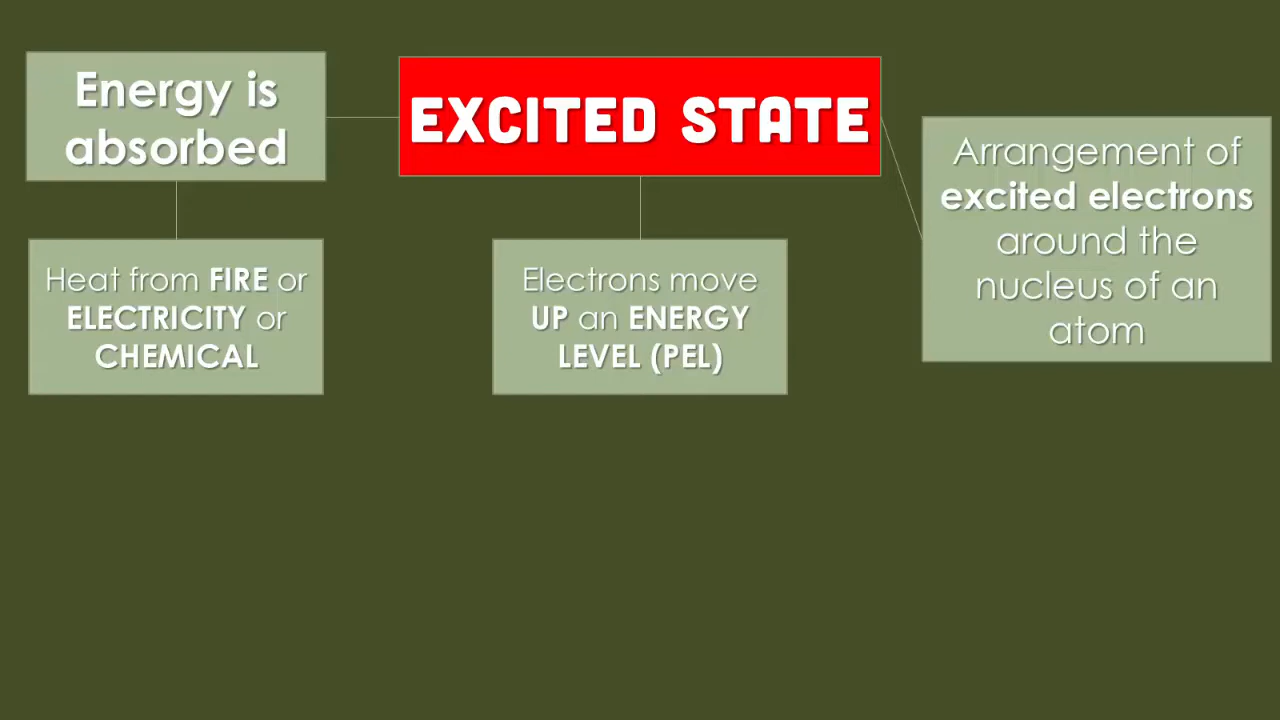 Energy is
absorbed
EXCITED STATE
Arrangement of
excited electrons
around the
nucleus of an
atom
Heat from FIRE or
ELECTRICITY or
CHEMICAL
Electrons move
UP an ENERGY
LEVEL (PEL)